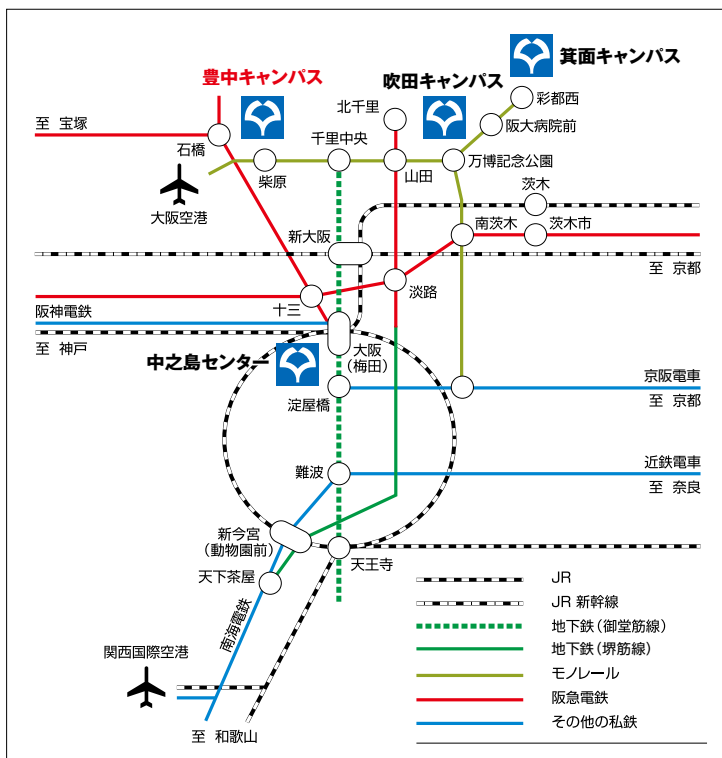 箕面キャンパス
豊中キャンパス
吹田キャンパス
北千里
彩都西
至 宝塚
千里中央
阪大病院前
石橋
柴原
山田
万博記念公園
大阪空港
茨木
新大阪
南茨木
茨木市
至 京都
淡路
阪神電鉄
十三
至 神戸
中之島センター
大阪
(梅田)
淀屋橋
京阪電車
至 京都
難波
近鉄電車
至 奈良
新今宮
(動物園前)
天王寺
天下茶屋
南海電鉄
関西国際空港
至 和歌山
JR
JR 新幹線
地下鉄(御堂筋線)
地下鉄(堺筋線)
モノレール
阪急電鉄
その他の私鉄